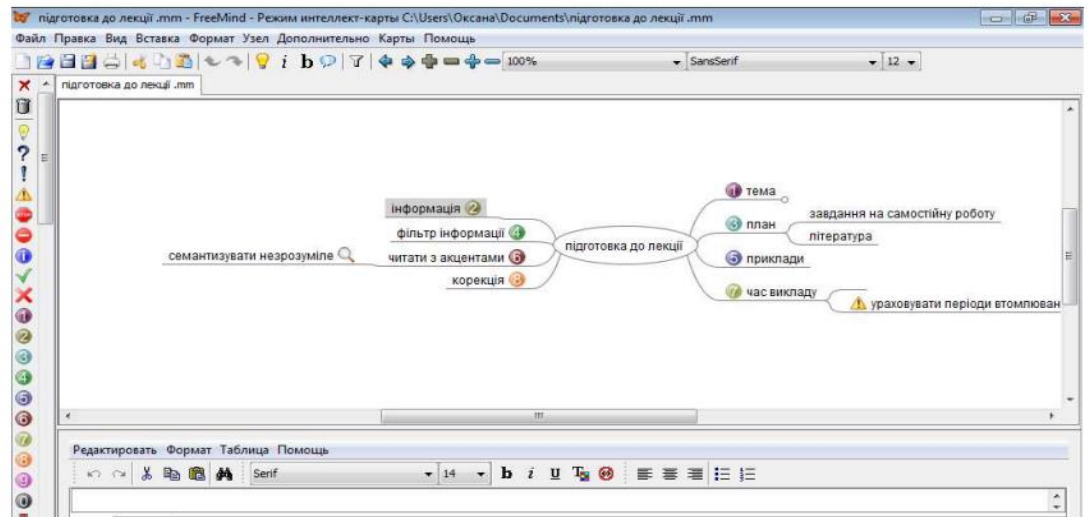 підготовка до лекції .mm - FreeMind - Режим интеллект-карты C:\Users\Оксана\Documents\підготовка до лекції .mm
Файл Правка Вид Вставка Формат Узел Дополнительно Карты Помощь
100% SansSerif 12
підготовка до лекції .mm
тема
інформація
завдання на самостійну роботу
план
фільтр інформації
література
підготовка до лекції
семантизувати незрозуміле
читати з акцентами
приклади
корекція
час викладу
ураховувати періоди втомлюван
Редактировать Формат Таблица Помощь
Serif 14 b i U